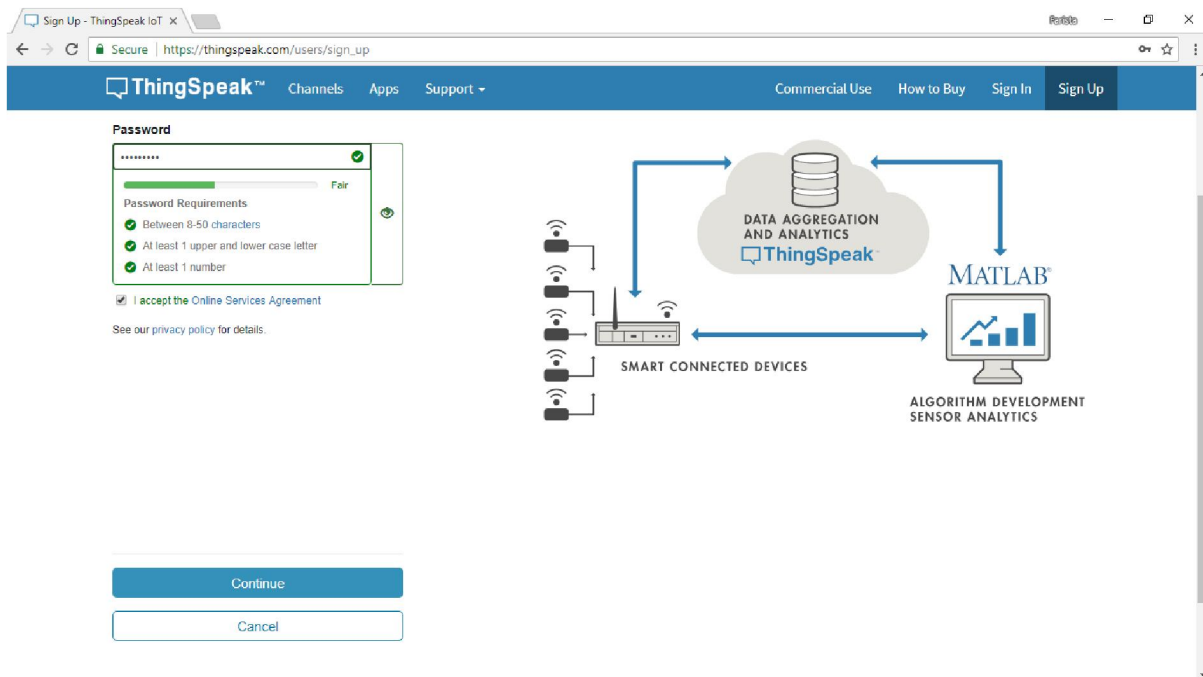 Sign Up - ThingSpeak IoT
Secure | https://thingspeak.com/users/sign_up
ThingSpeak™ Channels Apps Support Commercial Use How to Buy Sign In Sign Up
Password
•••••••••
Fair
Password Requirements
Between 8-50 characters
At least 1 upper and lower case letter
At least 1 number
I accept the Online Services Agreement
See our privacy policy for details.
Continue
Cancel
DATA AGGREGATION
AND ANALYTICS
ThingSpeak™
MATLAB®
SMART CONNECTED DEVICES
ALGORITHM DEVELOPMENT
SENSOR ANALYTICS